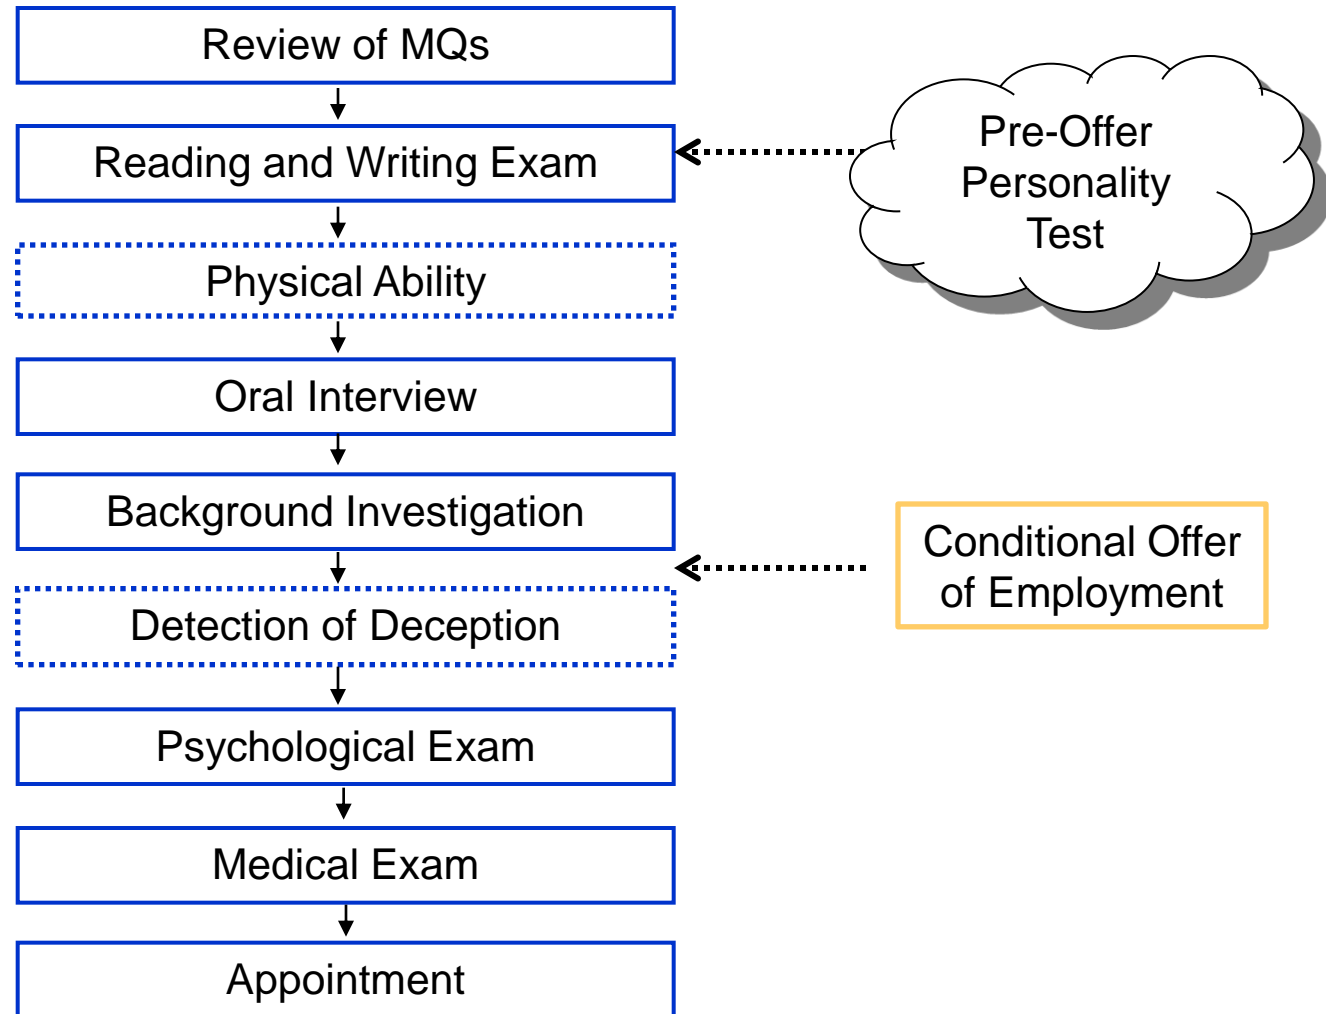 Review of MQs
Reading and Writing Exam
Pre-Offer
Personality
Test
Physical Ability
Oral Interview
Background Investigation
Conditional Offer
of Employment
Detection of Deception
Psychological Exam
Medical Exam
Appointment